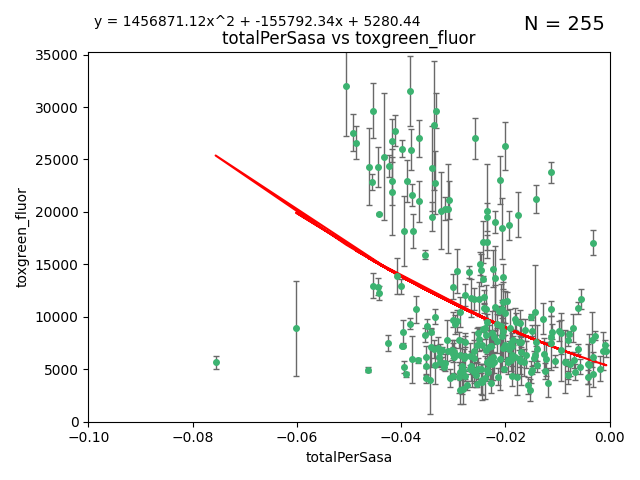 y = 1456871.12x^2 + -155792.34x + 5280.44
N = 255
totalPerSasa vs toxgreen_fluor
35000
30000
25000
20000
15000
10000
5000
0
toxgreen_fluor
−0.10
−0.08
−0.06
−0.04
−0.02
0.00
totalPerSasa